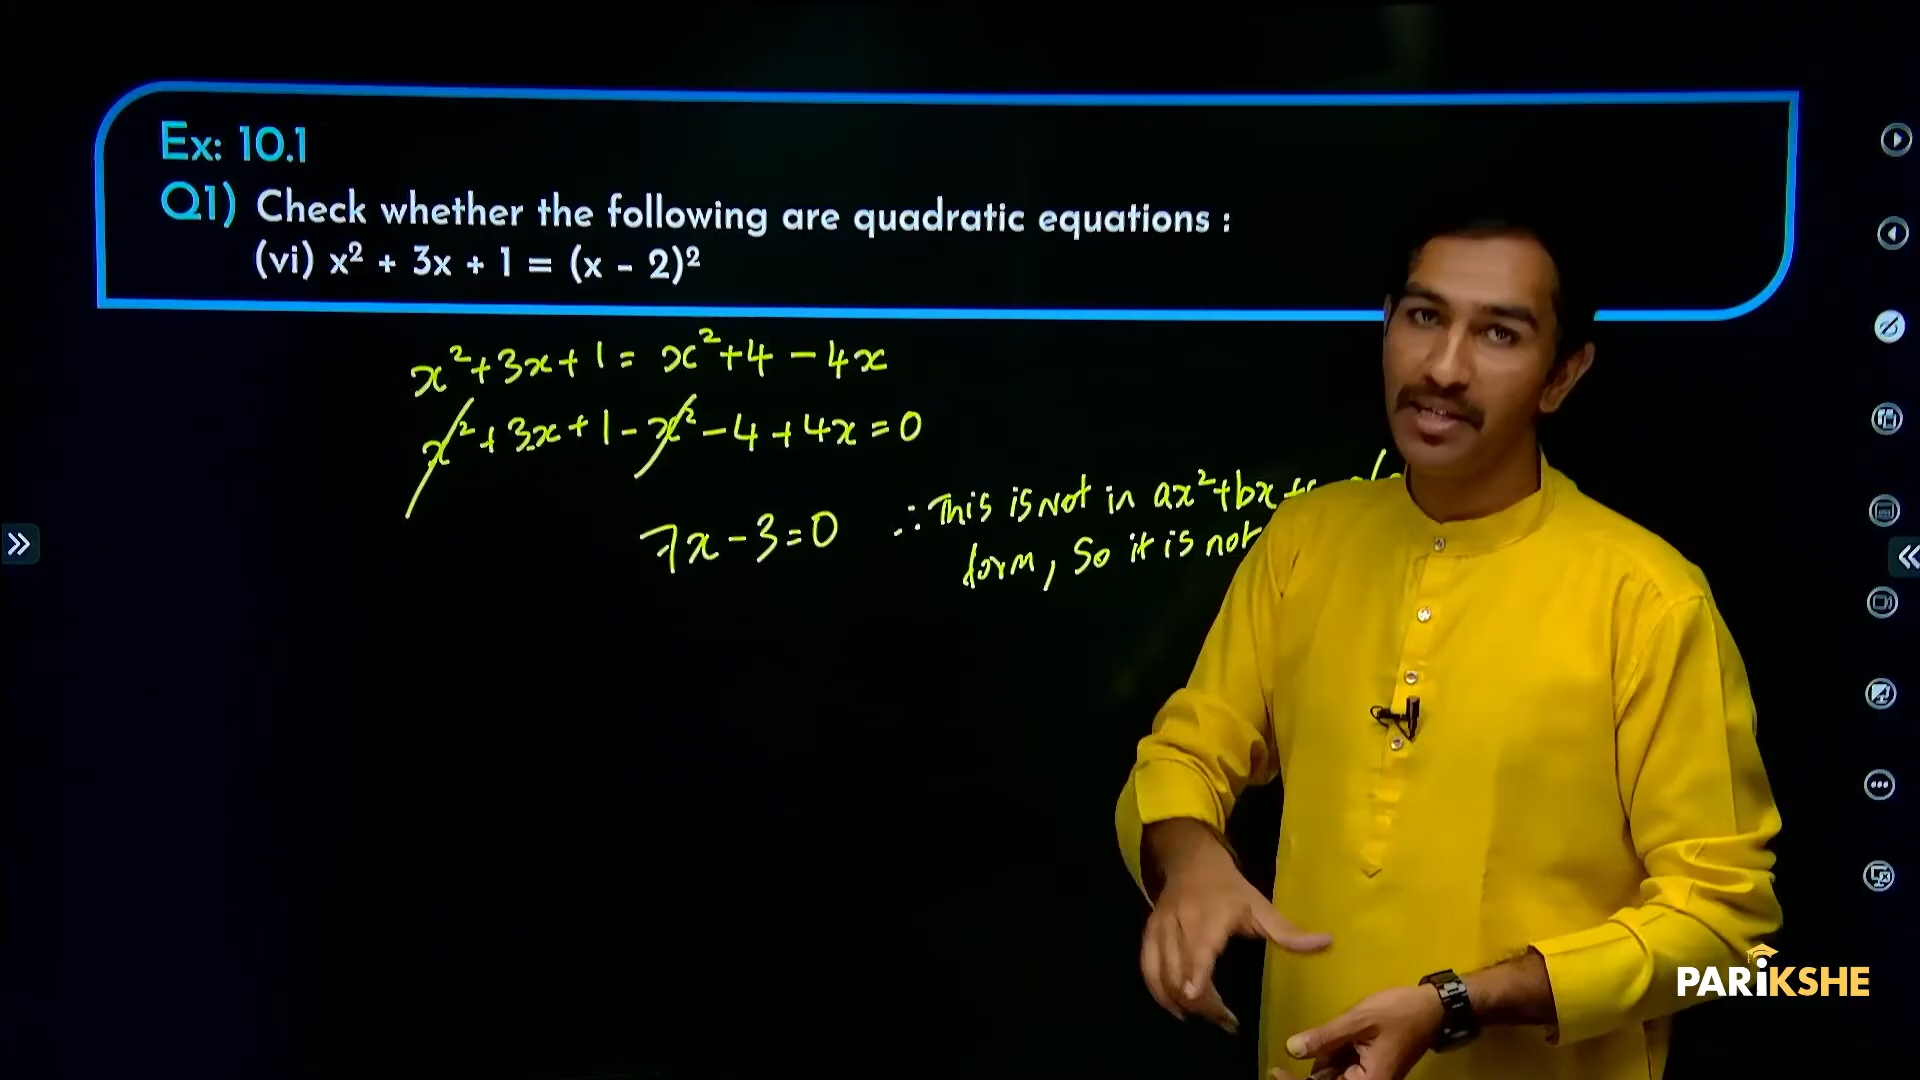 Ex: 10.1
Q1) Check whether the following are quadratic equations :
(vi) x² + 3x + 1 = (x - 2)²
x²+3x+1= x²+4-4x
x²+3x+1-x²-4+4x=0
7x-3=0
∴ This is not in ax²+bx+
form, So it is not
PARiKSHE